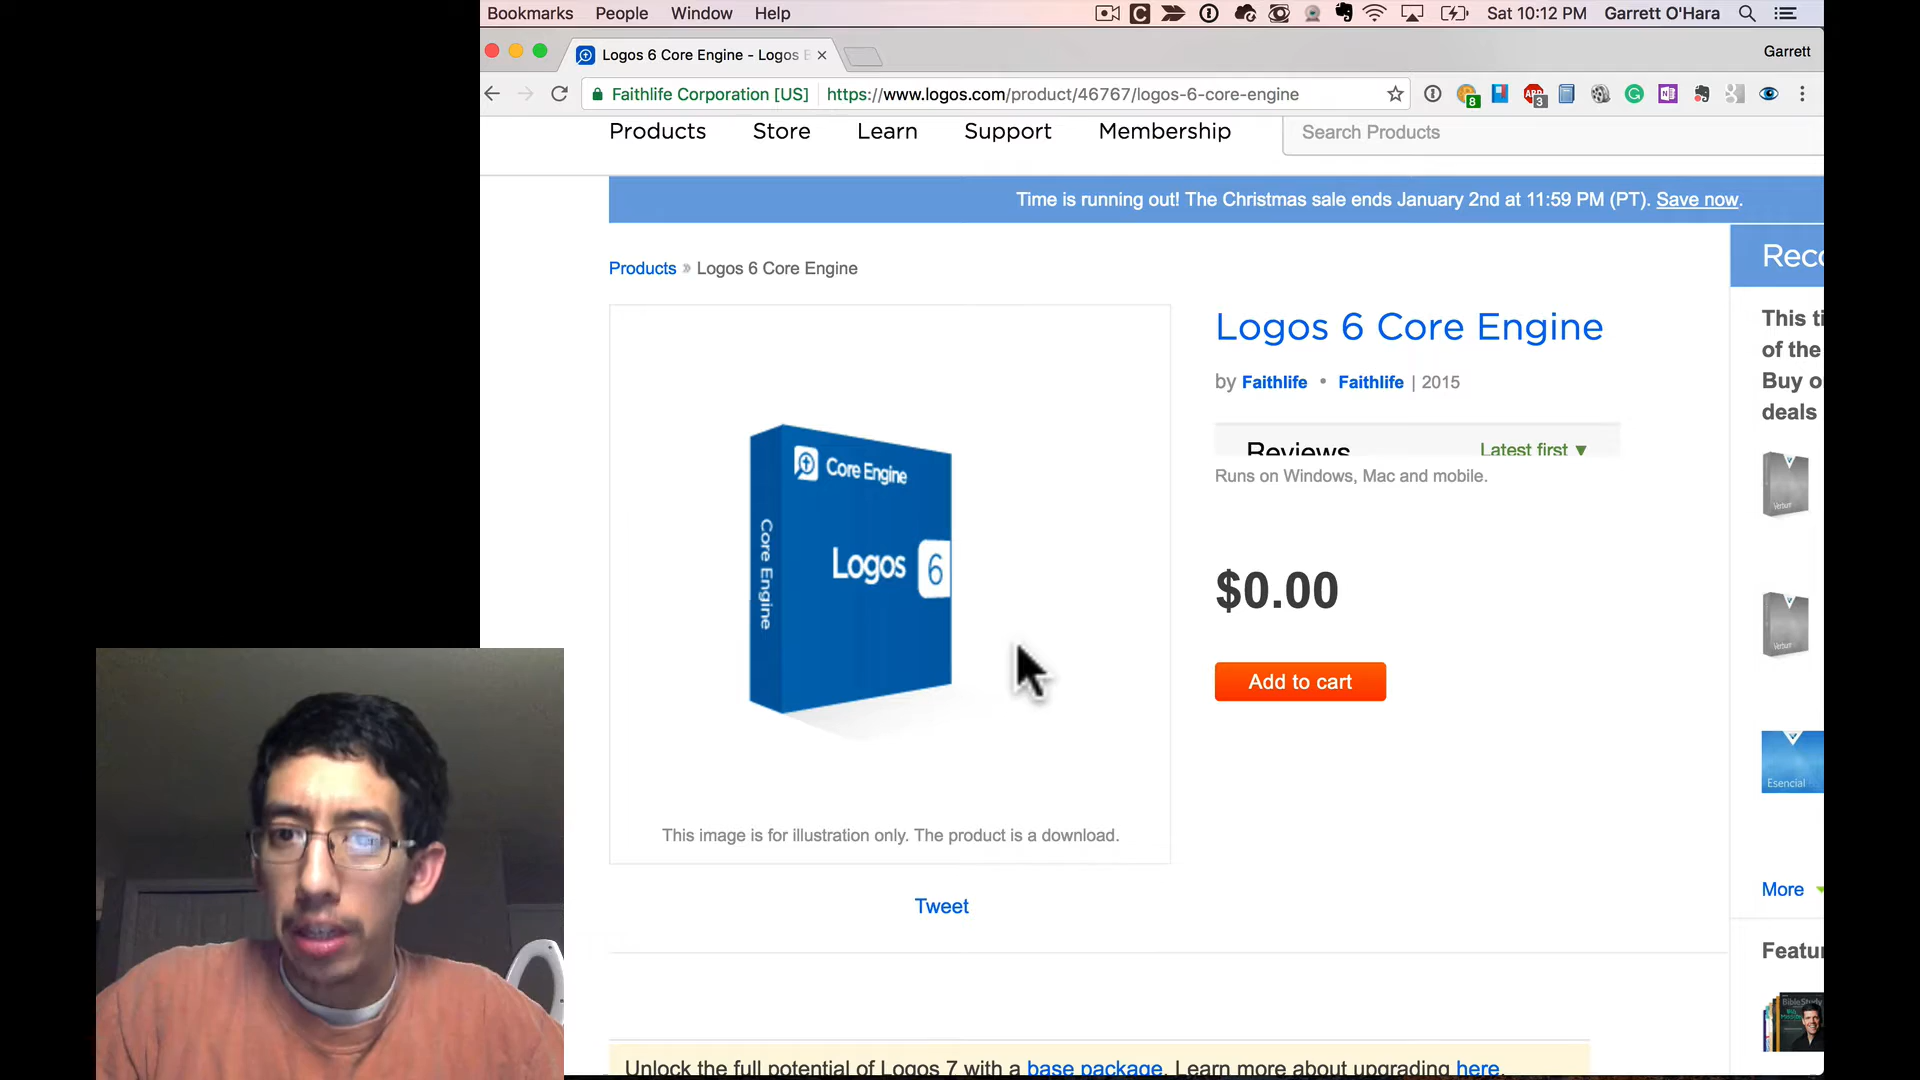 Bookmarks People Window Help
Sat 10:12 PM Garrett O'Hara
Logos 6 Core Engine - Logos
Garrett
Faithlife Corporation [US] https://www.logos.com/product/46767/logos-6-core-engine
8
3
Products Store Learn Support Membership Search Products
Time is running out! The Christmas sale ends January 2nd at 11:59 PM (PT). Save now.
Products » Logos 6 Core Engine
Logos 6 Core Engine
by Faithlife • Faithlife | 2015
Reviews Latest first ▼
Runs on Windows, Mac and mobile.
$0.00
Add to cart
Core Engine
Core Engine
Logos 6
This image is for illustration only. The product is a download.
Tweet
Rec
This ti
of the
Buy o
deals
Verbum
Verbum
Esencial
More
Featu
Unlock the full potential of Logos 7 with a base package. Learn more about upgrading here.